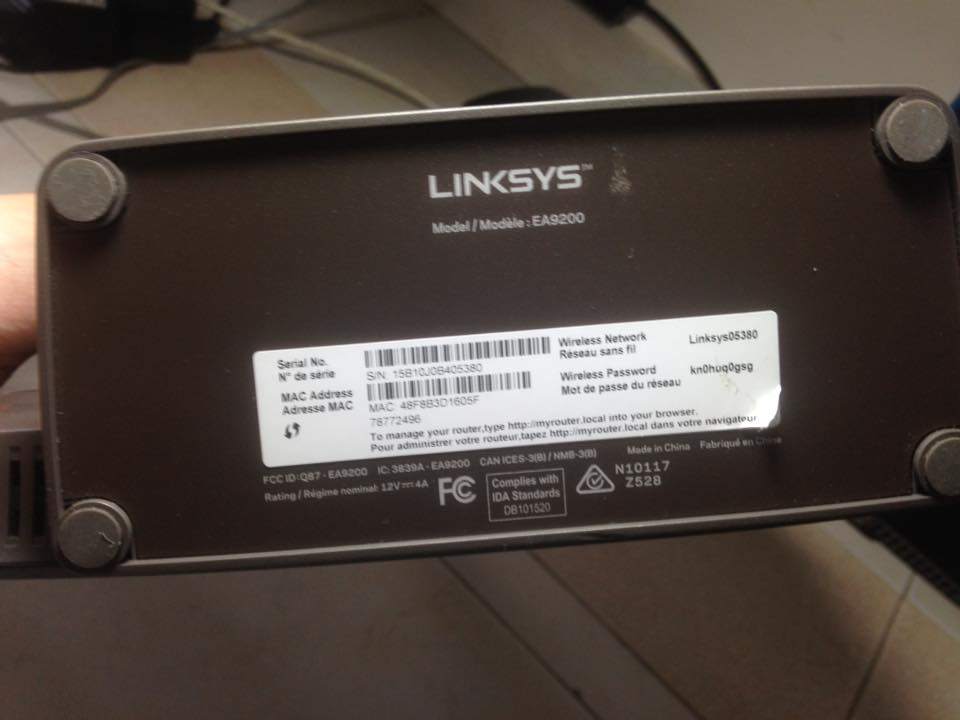 LINKSYS™
Model / Modèle : EA9200
Serial No.
N° de série
S/N 15B10J0B405380
MAC Address
Adresse MAC
MAC: 48F8B3D1605F
78772496
Wireless Network
Réseau sans fil
Linksys05380
Wireless Password
Mot de passe du réseau
kn0huq0gsg
To manage your router,type http://myrouter.local into your browser.
Pour administrer votre routeur,tapez http://myrouter.local dans votre navigateur.
FCC ID: Q87 - EA9200 IC: 3839A - EA9200 CAN ICES-3(B) / NMB-3(B) Made in China Fabriqué en Chine
Rating / Régime nominal: 12V⎓4A
FC
Complies with
IDA Standards
DB101520
N10117
Z528